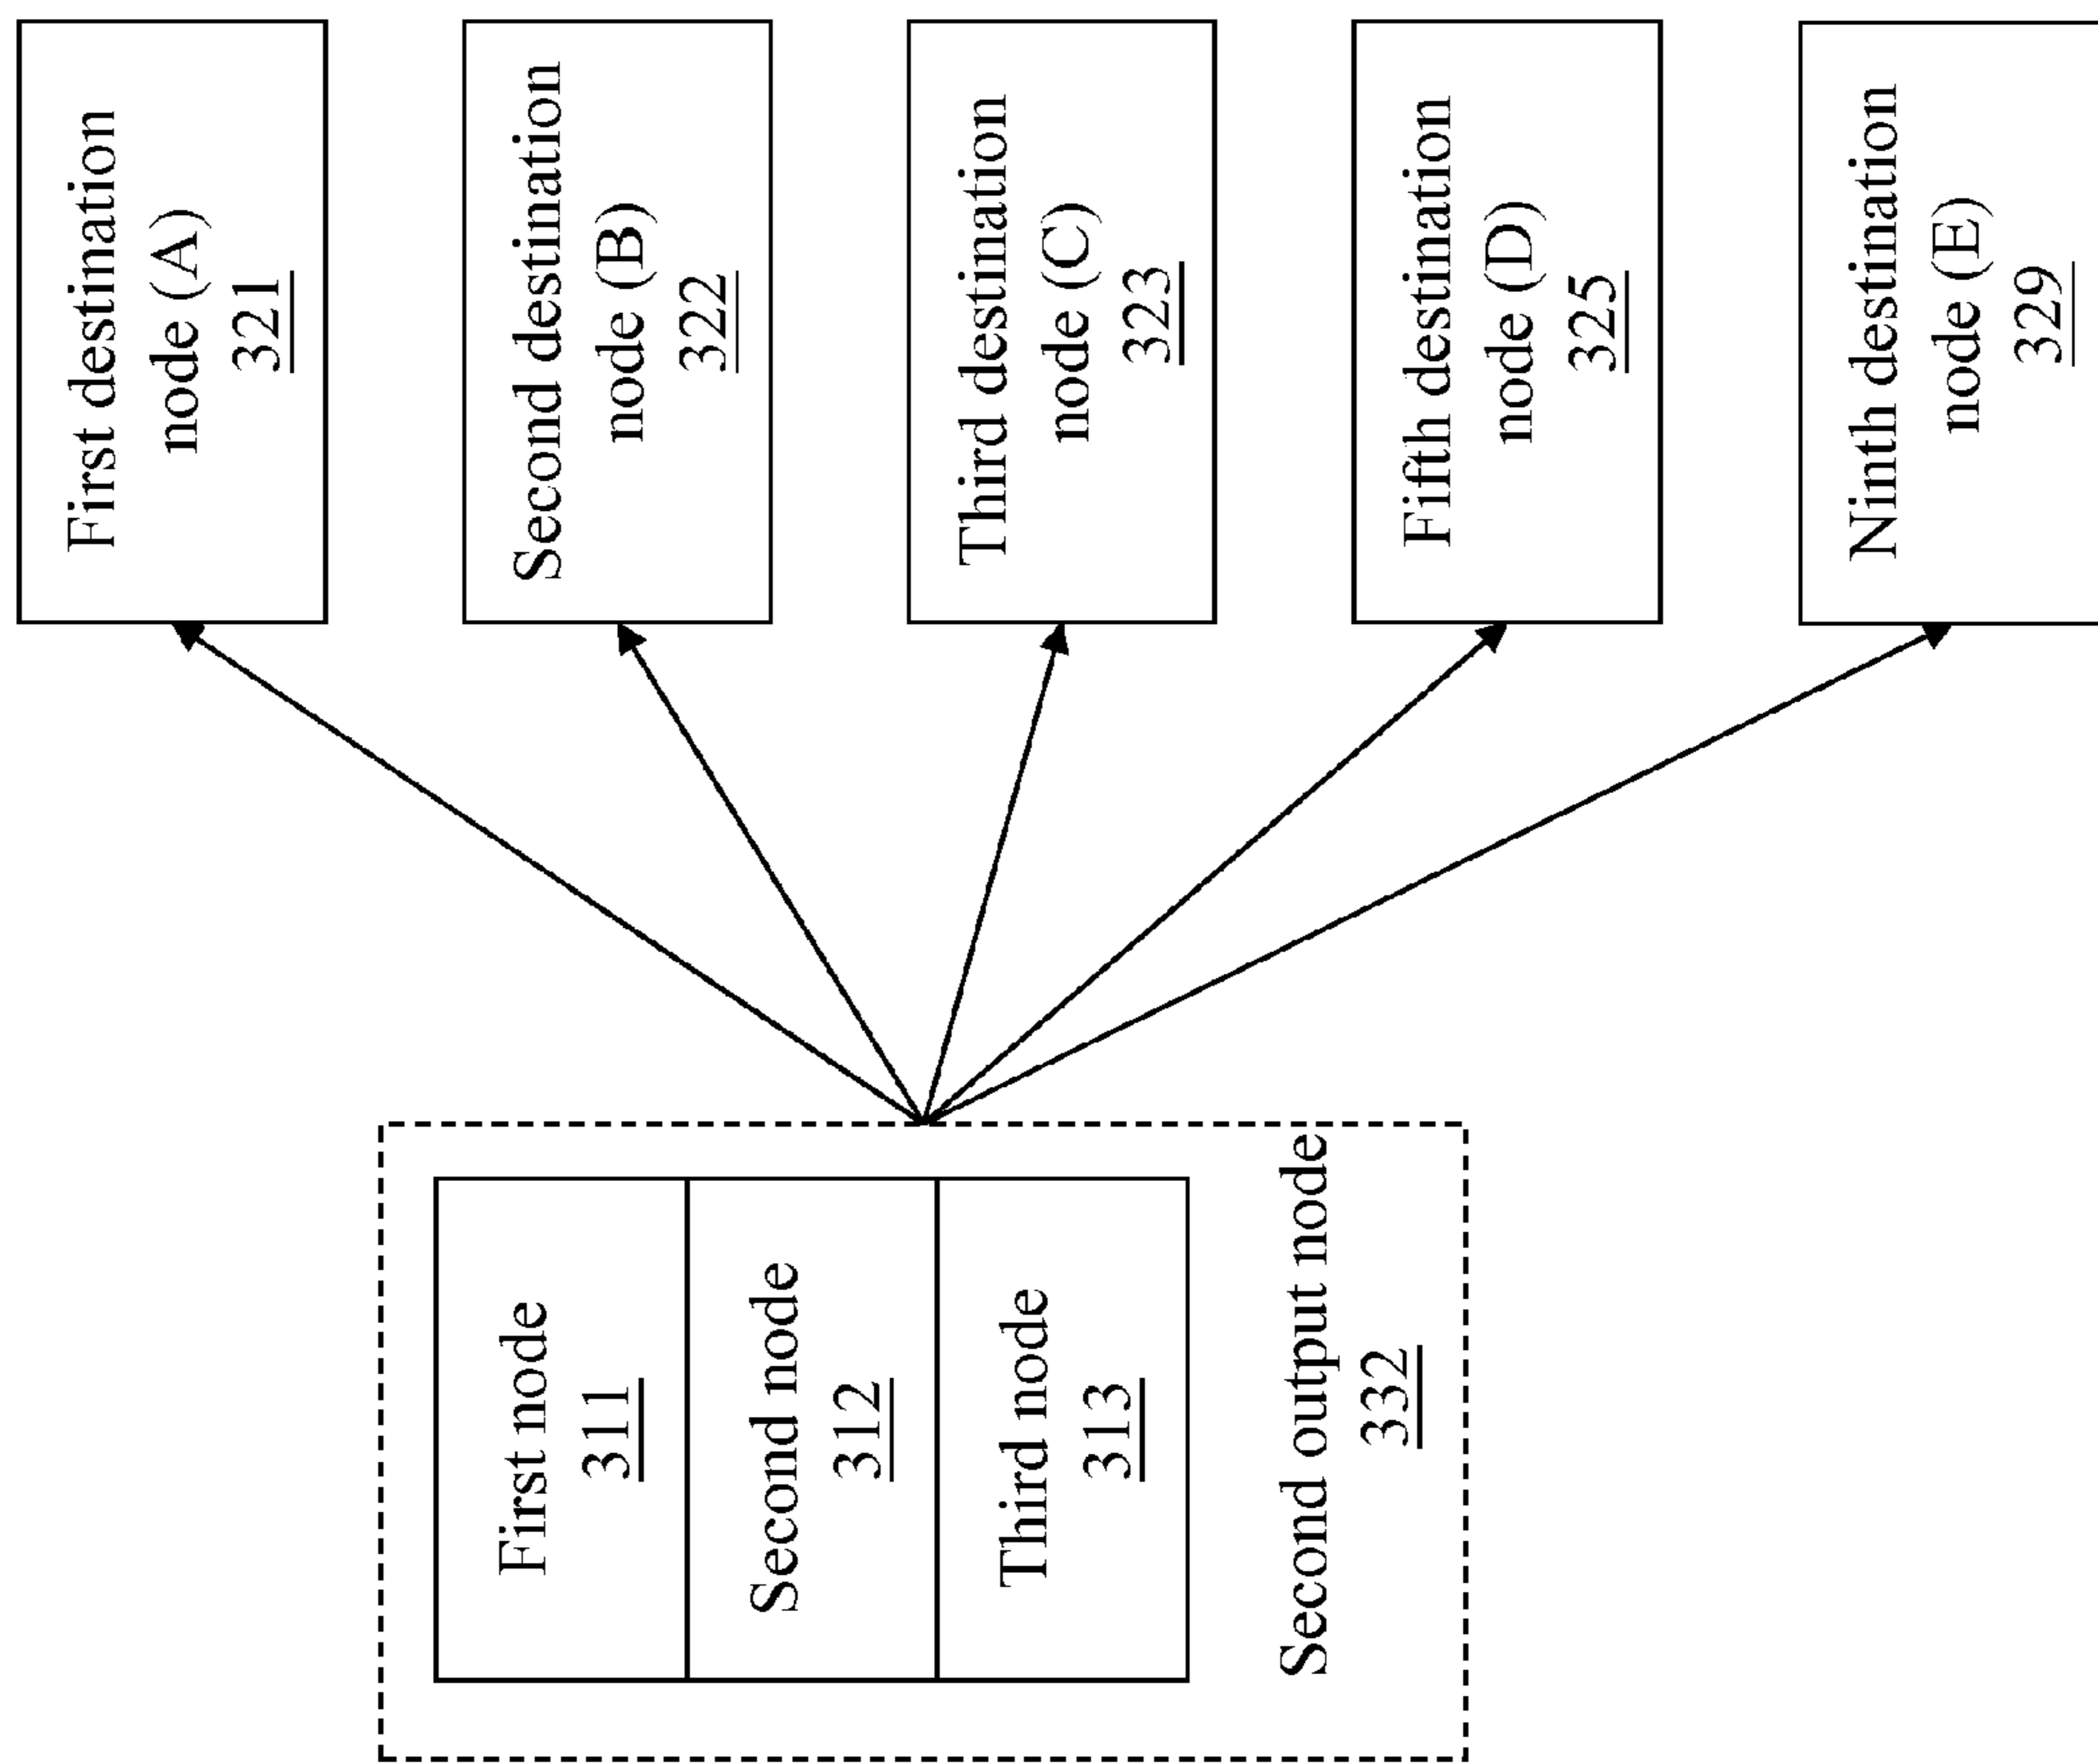 First node
311
Second node
312
Third node
313
Second output node
332
First destination
node (A)
321
Second destination
node (B)
322
Third destination
node (C)
323
Fifth destination
node (D)
325
Ninth destination
node (E)
329